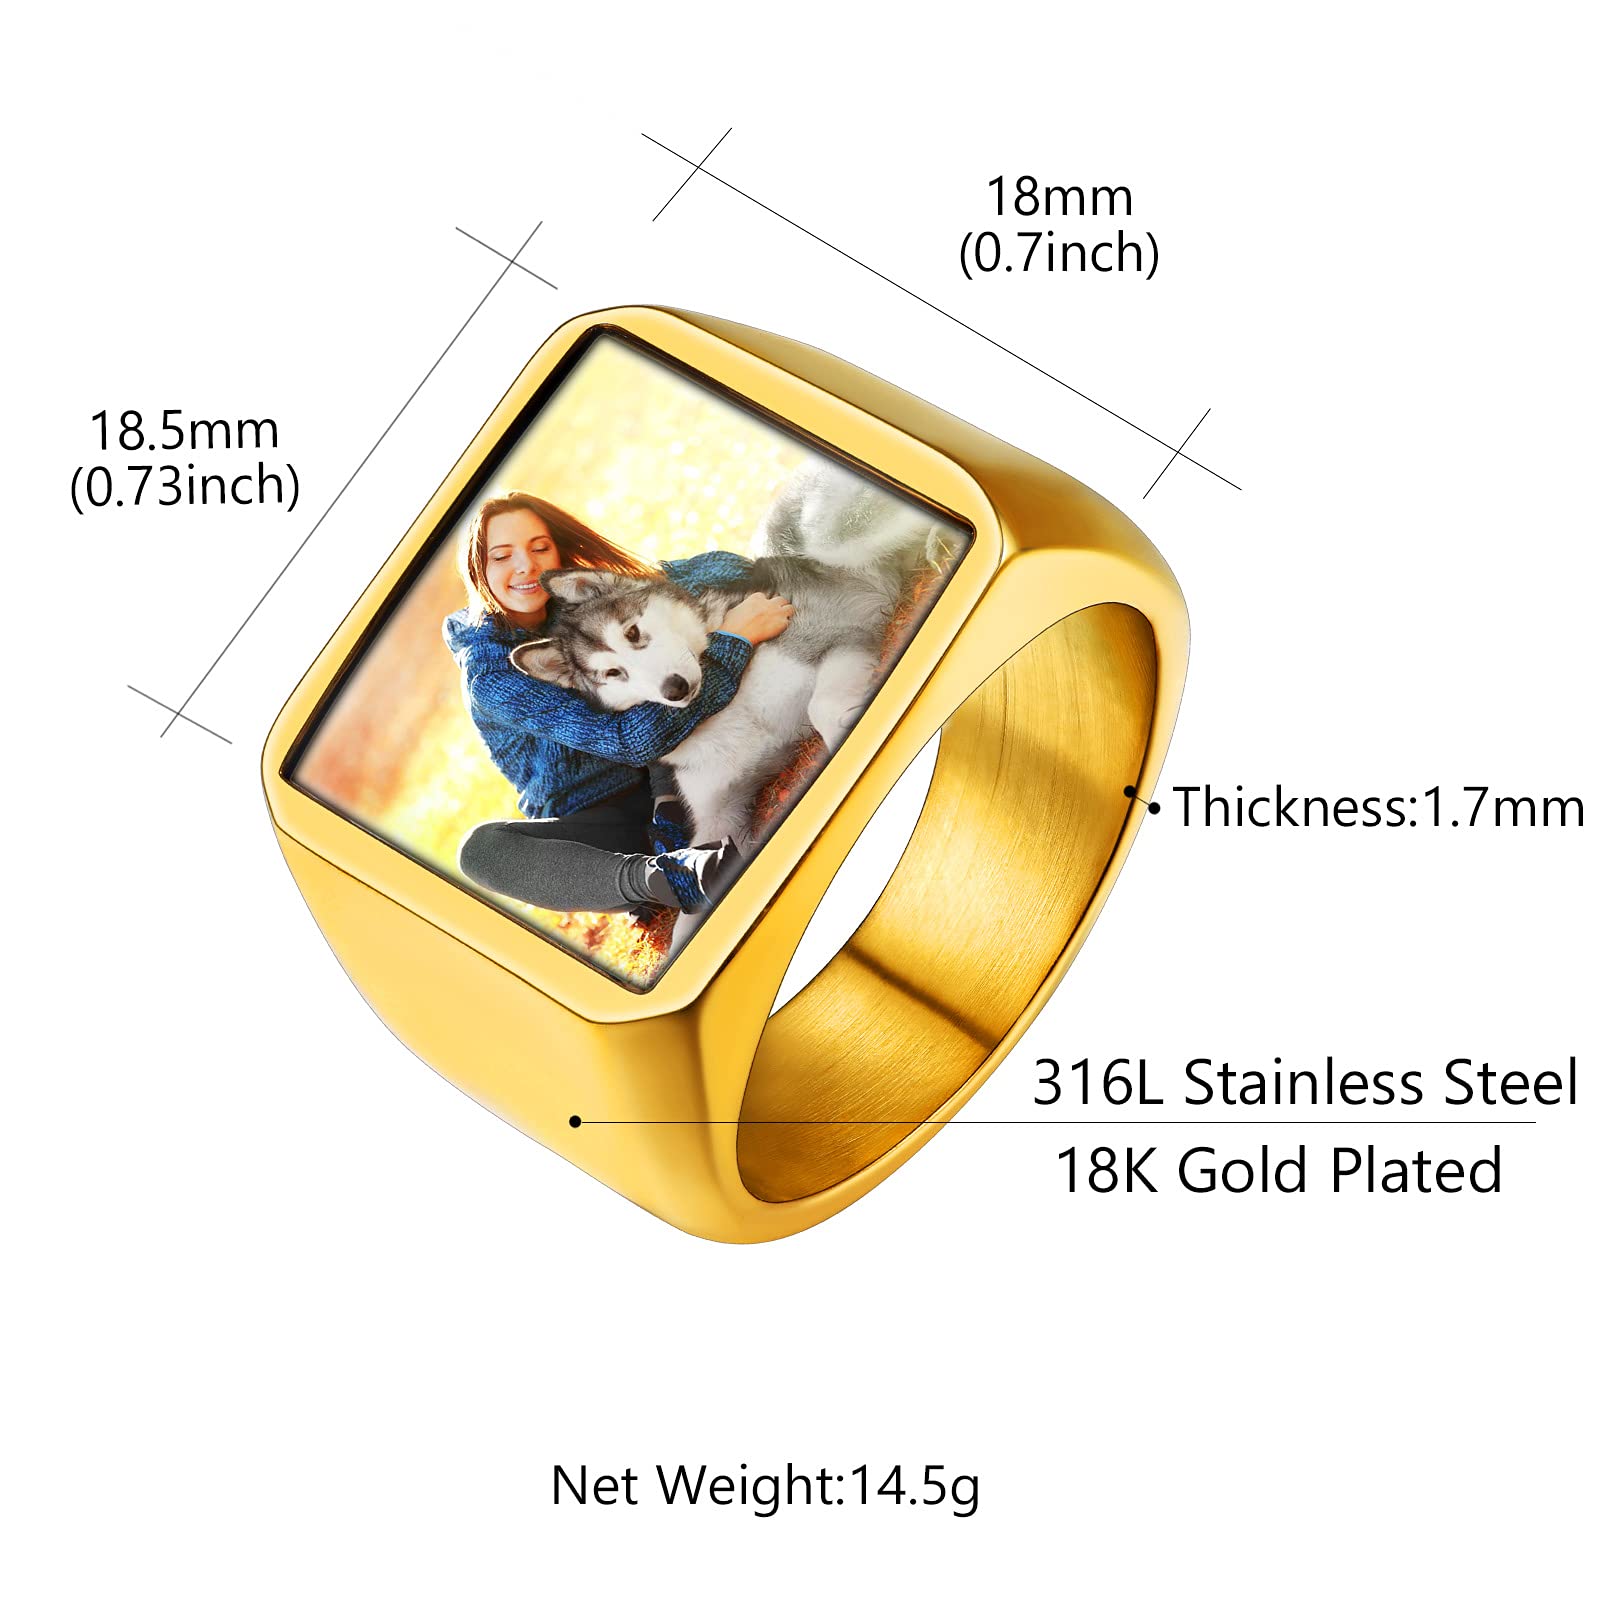 18mm
(0.7inch)
18.5mm
(0.73inch)
Thickness:1.7mm
316L Stainless Steel
18K Gold Plated
Net Weight:14.5g